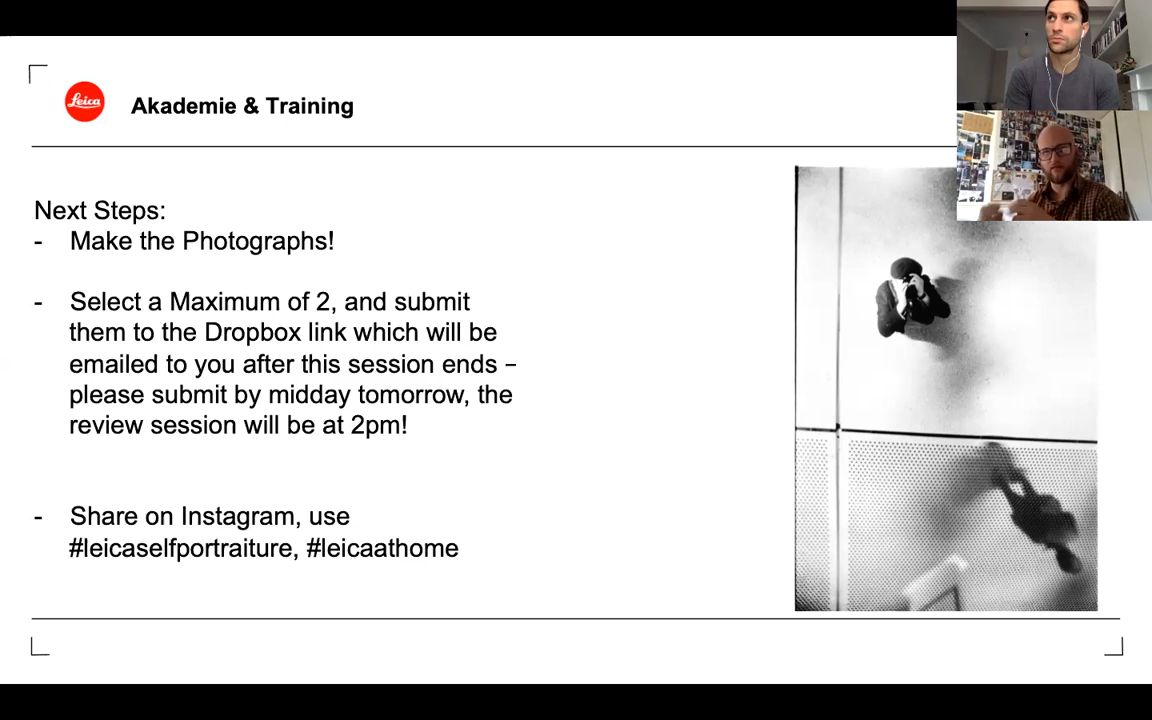 Leica
Akademie & Training
Next Steps:
- Make the Photographs!
- Select a Maximum of 2, and submit
them to the Dropbox link which will be
emailed to you after this session ends –
please submit by midday tomorrow, the
review session will be at 2pm!
- Share on Instagram, use
#leicaselfportraiture, #leicaathome